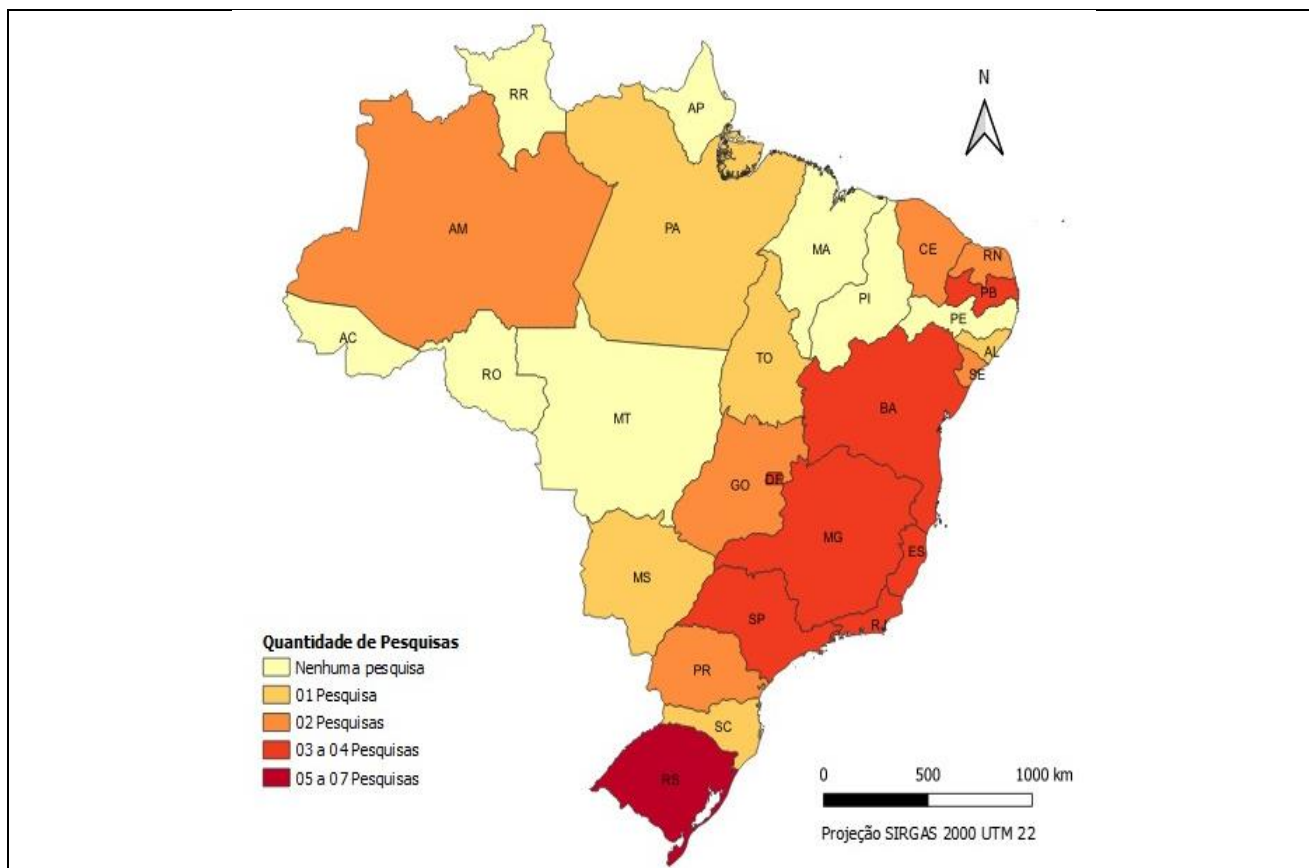 N
RR
AP
AM
PA
MA
CE
RN
PB
PI
PE
AC
AL
TO
SE
RO
BA
MT
GO
DF
MG
ES
MS
SP
RJ
PR
SC
RS
Quantidade de Pesquisas
Nenhuma pesquisa
01 Pesquisa
02 Pesquisas
03 a 04 Pesquisas
05 a 07 Pesquisas
0 500 1000 km
Projeção SIRGAS 2000 UTM 22